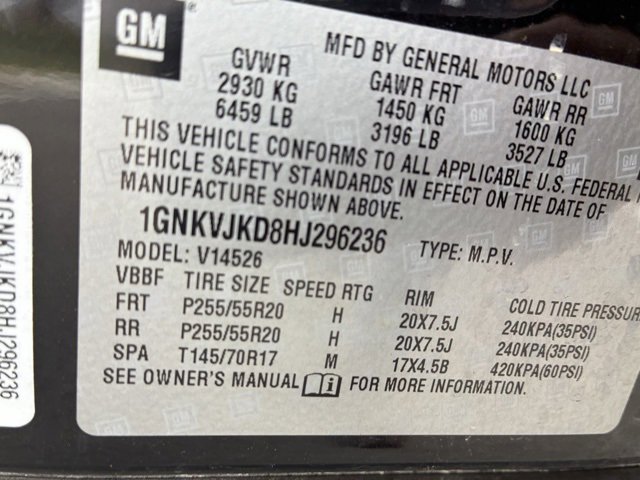 GM
MFD BY GENERAL MOTORS LLC
GVWR GAWR FRT GAWR RR
2930 KG 1450 KG 1600 KG
6459 LB 3196 LB 3527 LB
THIS VEHICLE CONFORMS TO ALL APPLICABLE U.S. FEDERAL
VEHICLE SAFETY STANDARDS IN EFFECT ON THE DATE OF
MANUFACTURE SHOWN ABOVE.
1GNKVJKD8HJ296236
MODEL: V14526 TYPE: M.P.V.
VBBF TIRE SIZE SPEED RTG RIM COLD TIRE PRESSUR
FRT P255/55R20 H 20X7.5J 240KPA(35PSI)
RR P255/55R20 H 20X7.5J 240KPA(35PSI)
SPA T145/70R17 M 17X4.5B 420KPA(60PSI)
SEE OWNER'S MANUAL i FOR MORE INFORMATION.
1GNKVJKD8HJ296236